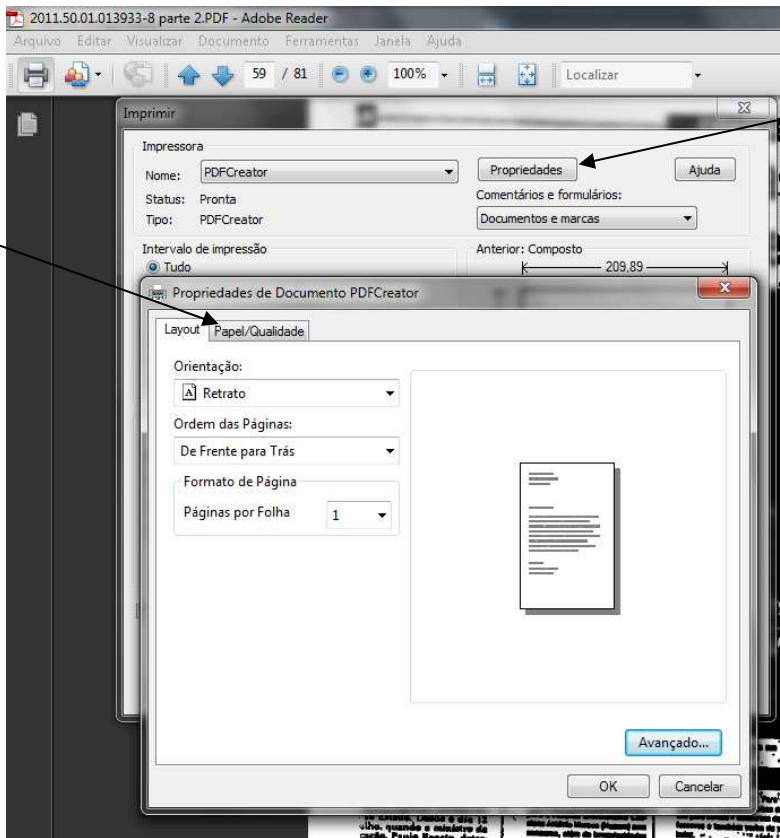 2011.50.01.013933-8 parte 2.PDF - Adobe Reader
Arquivo Editar Visualizar Documento Ferramentas Janela Ajuda
59 / 81 100% Localizar
Imprimir
Impressora
Nome: PDFCreator Propriedades Ajuda
Status: Pronta Comentários e formulários:
Tipo: PDFCreator Documentos e marcas
Intervalo de impressão Anterior: Composto
Tudo 209,89
Propriedades de Documento PDFCreator
Layout Papel/Qualidade
Orientação:
A Retrato
Ordem das Páginas:
De Frente para Trás
Formato de Página
Páginas por Folha 1
Avançado...
OK Cancelar
quando o ministro da